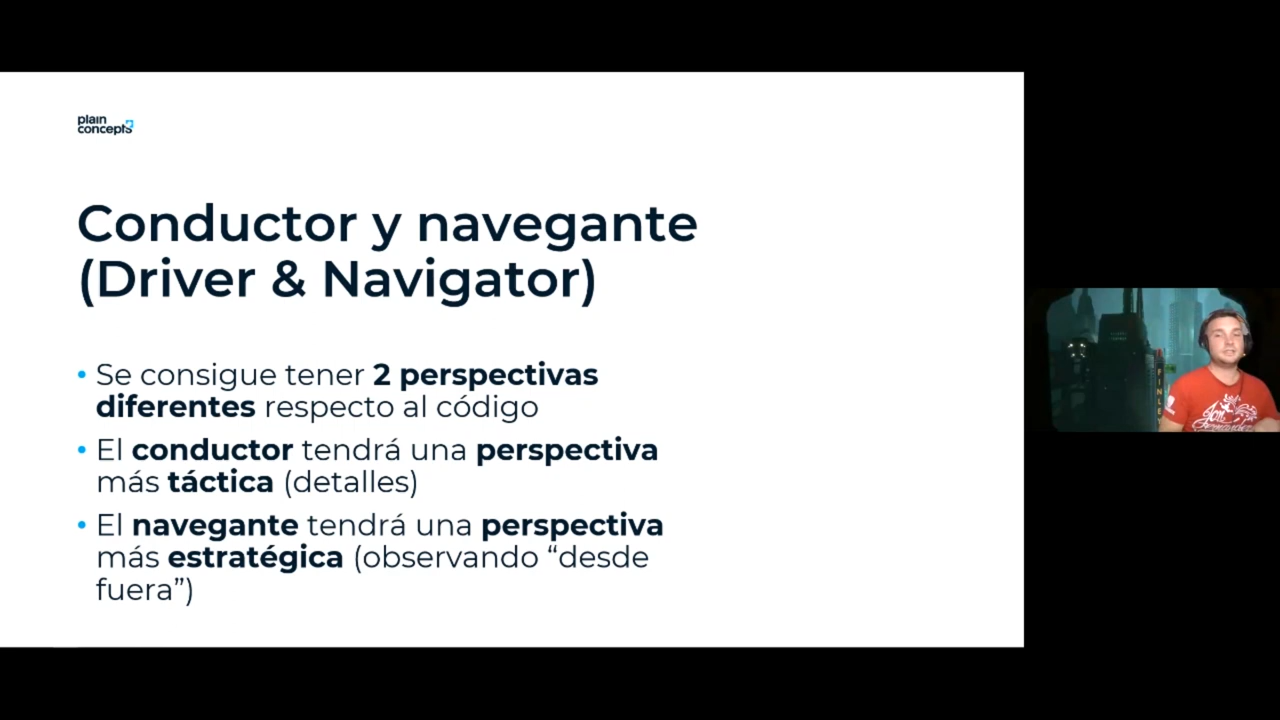 plain
concepts
Conductor y navegante
(Driver & Navigator)
• Se consigue tener 2 perspectivas
diferentes respecto al código
• El conductor tendrá una perspectiva
más táctica (detalles)
• El navegante tendrá una perspectiva
más estratégica (observando “desde
fuera”)